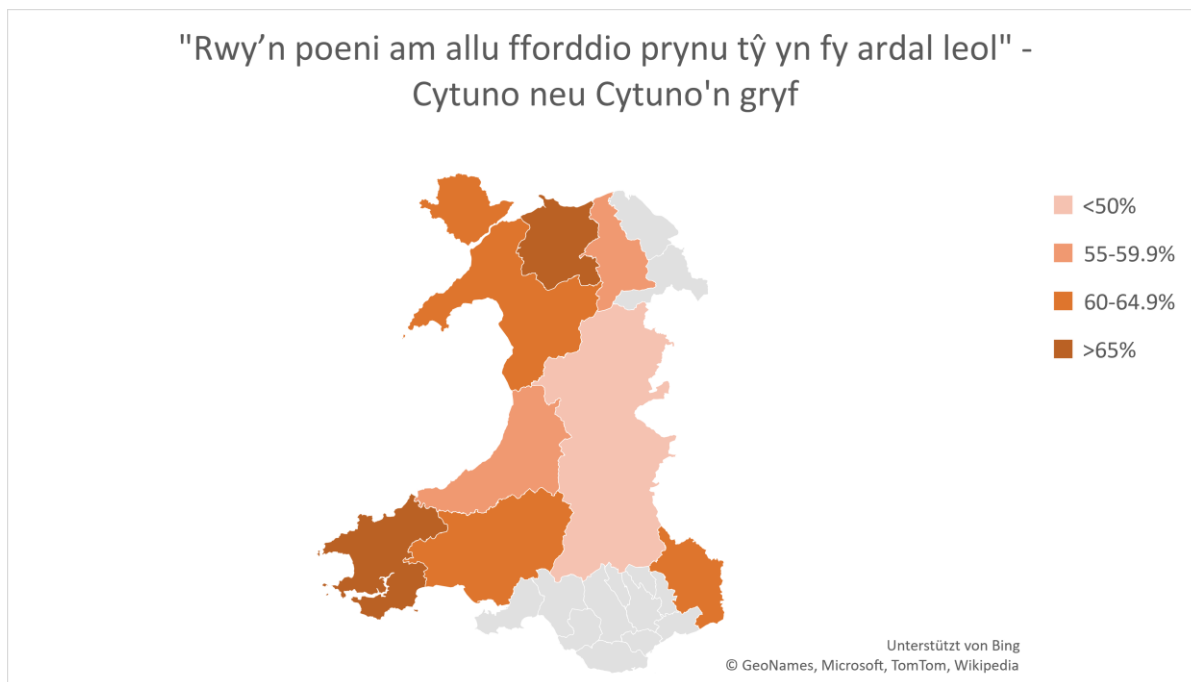 "Rwy’n poeni am allu fforddio prynu tŷ yn fy ardal leol" -
Cytuno neu Cytuno'n gryf
<50%
55-59.9%
60-64.9%
>65%
Unterstützt von Bing
© GeoNames, Microsoft, TomTom, Wikipedia